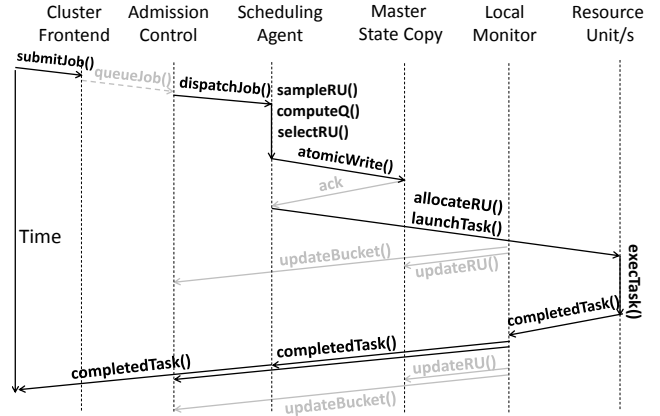 Cluster Admission Scheduling Master Local Resource
Frontend Control Agent State Copy Monitor Unit/s
submitJob()
queueJob()
dispatchJob()
sampleRU()
computeQ()
selectRU()
atomicWrite()
ack
allocateRU()
launchTask()
Time
updateBucket()
updateRU()
execTask()
completedTask()
completedTask()
completedTask()
updateRU()
updateBucket()